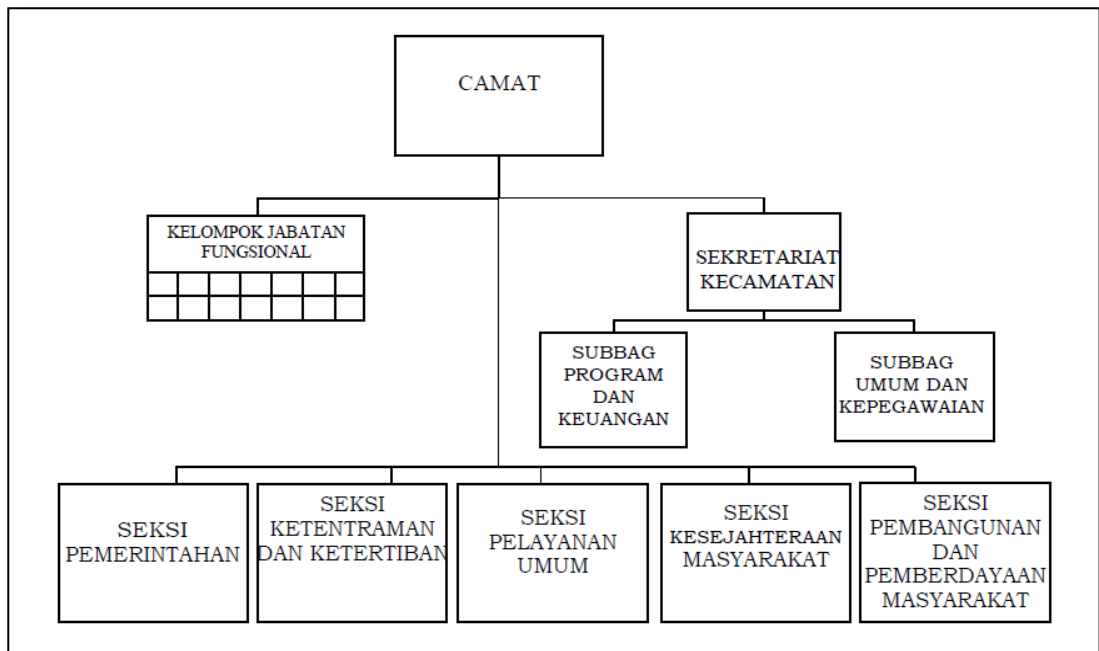 CAMAT
KELOMPOK JABATAN
FUNGSIONAL
SEKRETARIAT
KECAMATAN
SUBBAG
PROGRAM
DAN
KEUANGAN
SUBBAG
UMUM DAN
KEPEGAWAIAN
SEKSI
PEMERINTAHAN
SEKSI
KETENTRAMAN
DAN KETERTIBAN
SEKSI
PELAYANAN
UMUM
SEKSI
KESEJAHTERAAN
MASYARAKAT
SEKSI
PEMBANGUNAN
DAN
PEMBERDAYAAN
MASYARAKAT